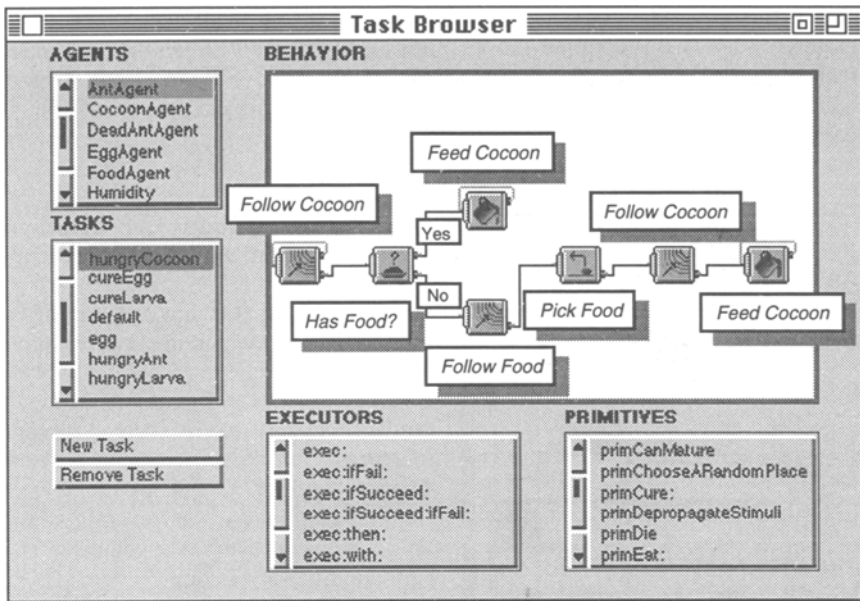 Task Browser
AGENTS
AntAgent
CocoonAgent
DeadAntAgent
EggAgent
FoodAgent
Humidity
TASKS
hungryCocoon
cureEgg
cureLarva
default
egg
hungryAnt
hungryLarva
New Task
Remove Task
BEHAVIOR
Feed Cocoon
Follow Cocoon
Follow Cocoon
Yes
?
No
Has Food?
Pick Food
Feed Cocoon
Follow Food
EXECUTORS
exec:
exec:ifFail:
exec:ifSucceed:
exec:ifSucceed:ifFail:
exec:then:
exec:with:
PRIMITIVES
primCanMature
primChooseARandomPlace
primCure:
primDepropagateStimuli
primDie
primEat: